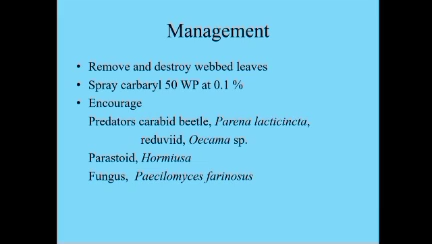 Management
• Remove and destroy webbed leaves
• Spray carbaryl 50 WP at 0.1 %
• Encourage
Predators carabid beetle, Parena lacticincta,
reduviid, Oecama sp.
Parastoid, Hormiusa
Fungus, Paecilomyces farinosus